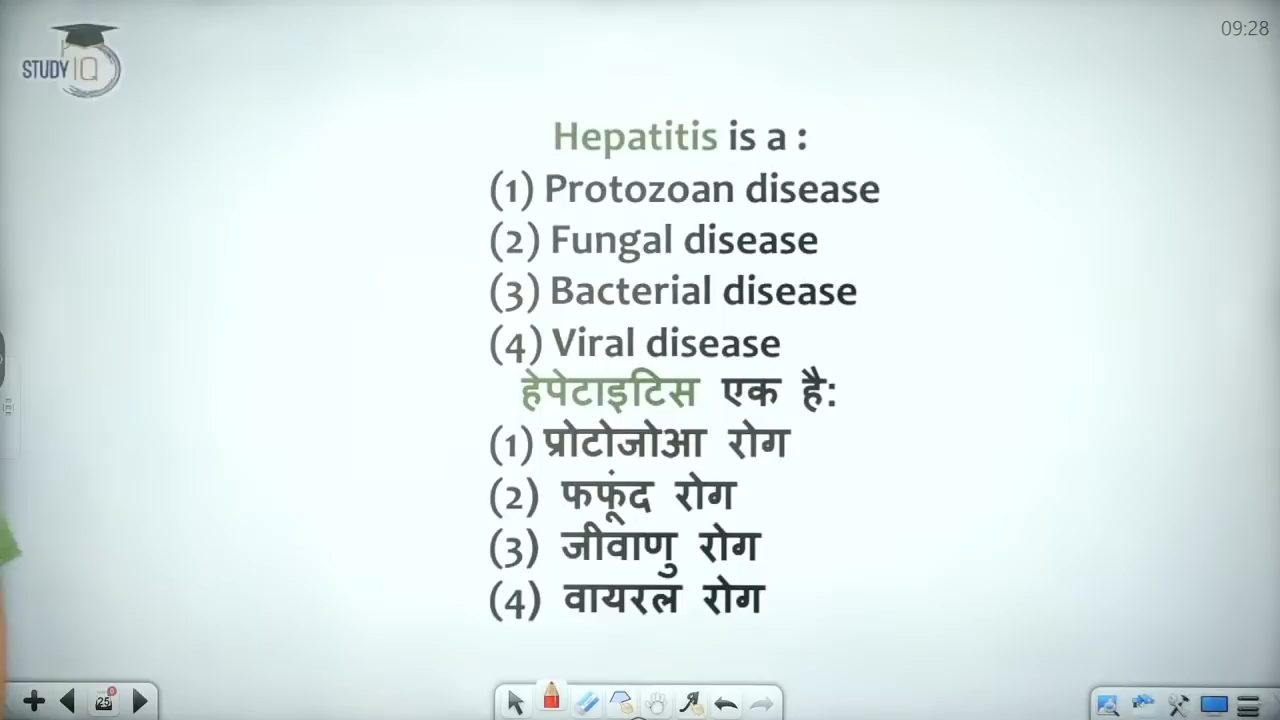 STUDY IQ
09:28
Hepatitis is a :
(1) Protozoan disease
(2) Fungal disease
(3) Bacterial disease
(4) Viral disease
हेपेटाइटिस एक है:
(1) प्रोटोजोआ रोग
(2) फफूंद रोग
(3) जीवाणु रोग
(4) वायरल रोग
25